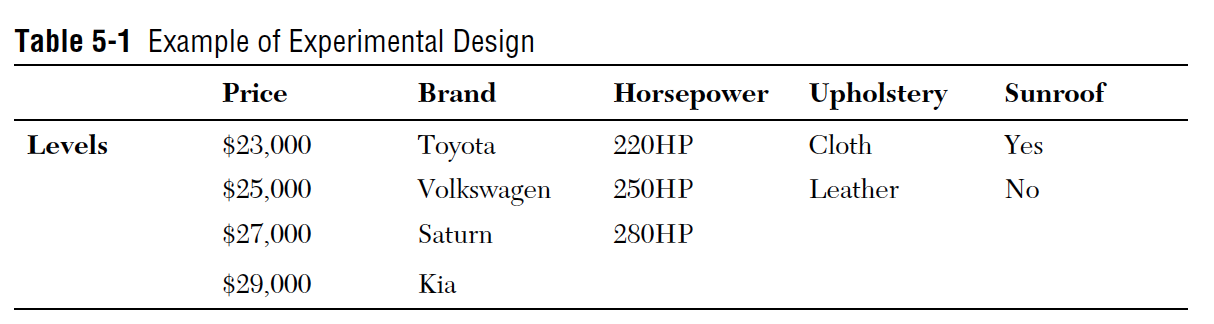 Table 5-1 Example of Experimental Design
Price Brand Horsepower Upholstery Sunroof
Levels $23,000 Toyota 220HP Cloth Yes
$25,000 Volkswagen 250HP Leather No
$27,000 Saturn 280HP
$29,000 Kia